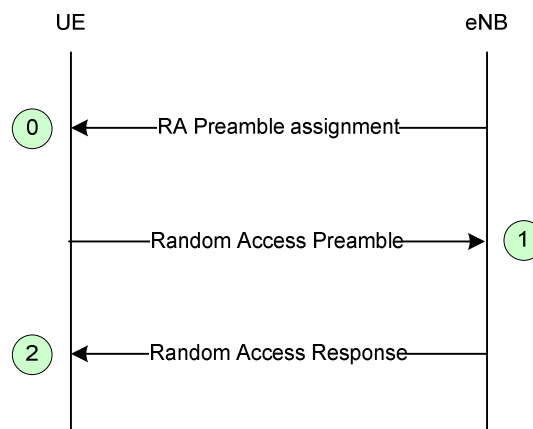 UE
eNB
0
RA Preamble assignment
Random Access Preamble
1
2
Random Access Response